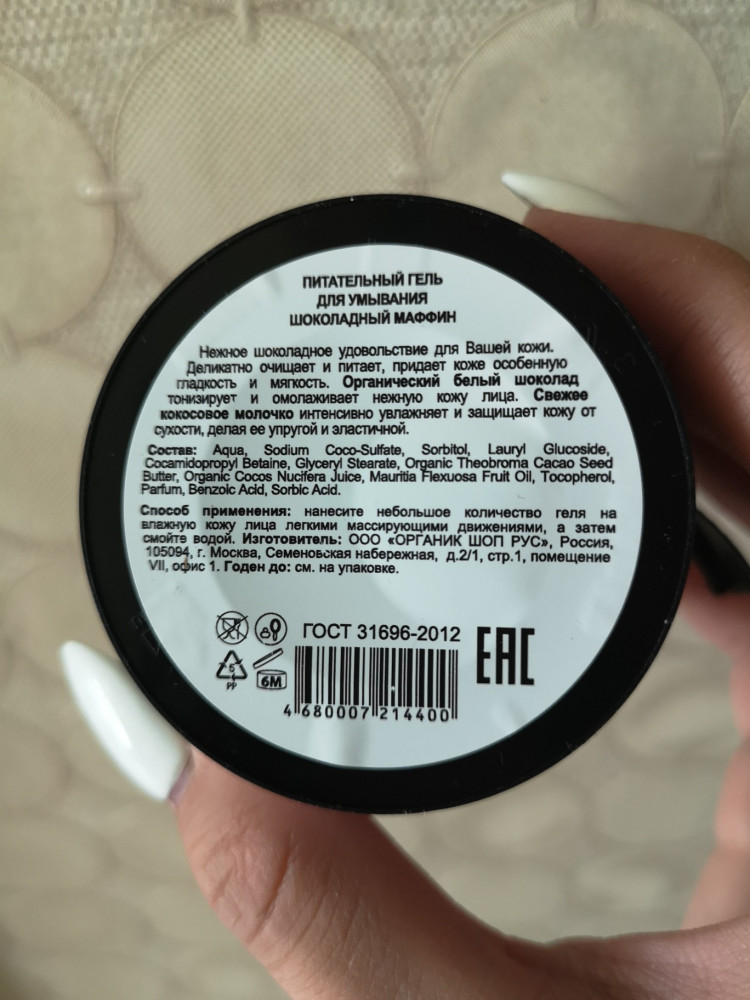 ПИТАТЕЛЬНЫЙ ГЕЛЬ
ДЛЯ УМЫВАНИЯ
ШОКОЛАДНЫЙ МАФФИН
Нежное шоколадное удовольствие для Вашей кожи.
Деликатно очищает и питает, придает коже особенную
гладкость и мягкость. Органический белый шоколад
тонизирует и омолаживает нежную кожу лица. Свежее
кокосовое молочко интенсивно увлажняет и защищает кожу от
сухости, делая ее упругой и эластичной.
Состав: Aqua, Sodium Coco-Sulfate, Sorbitol, Lauryl Glucoside,
Cocamidopropyl Betaine, Glyceryl Stearate, Organic Theobroma Cacao Seed
Butter, Organic Cocos Nucifera Juice, Mauritia Flexuosa Fruit Oil, Tocopherol,
Parfum, Benzoic Acid, Sorbic Acid.
Способ применения: нанесите небольшое количество геля на
влажную кожу лица легкими массирующими движениями, а затем
смойте водой. Изготовитель: ООО «ОРГАНИК ШОП РУС», Россия,
105094, г. Москва, Семеновская набережная, д.2/1, стр.1, помещение
VII, офис 1. Годен до: см. на упаковке.
ГОСТ 31696-2012
EAC
5
PP
6M
4 680007 214400